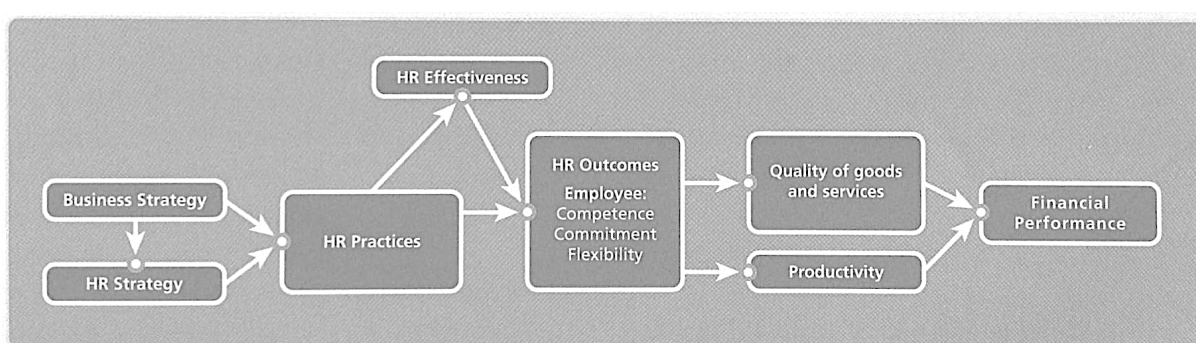 HR Effectiveness
Business Strategy
HR Strategy
HR Practices
HR Outcomes
Employee:
Competence
Commitment
Flexibility
Quality of goods
and services
Productivity
Financial
Performance